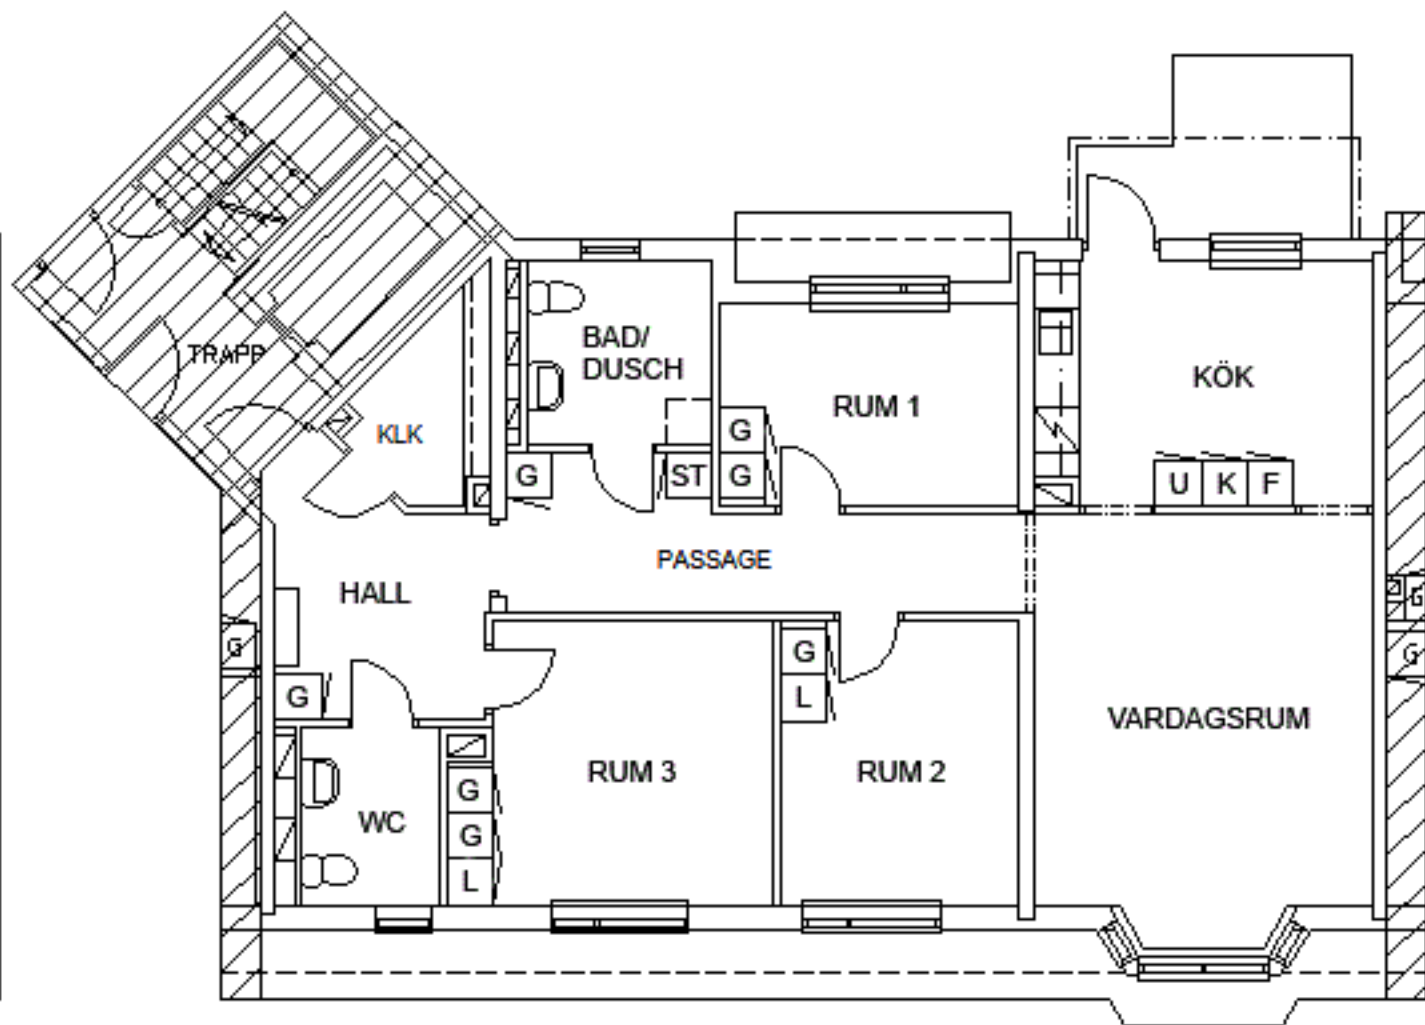 TRAPP
KLK
BAD/
DUSCH
RUM 1
KÖK
G
G
G
ST
U K F
PASSAGE
HALL
G
G
G
G
G
L
VARDAGSRUM
RUM 3
RUM 2
WC
G
G
L